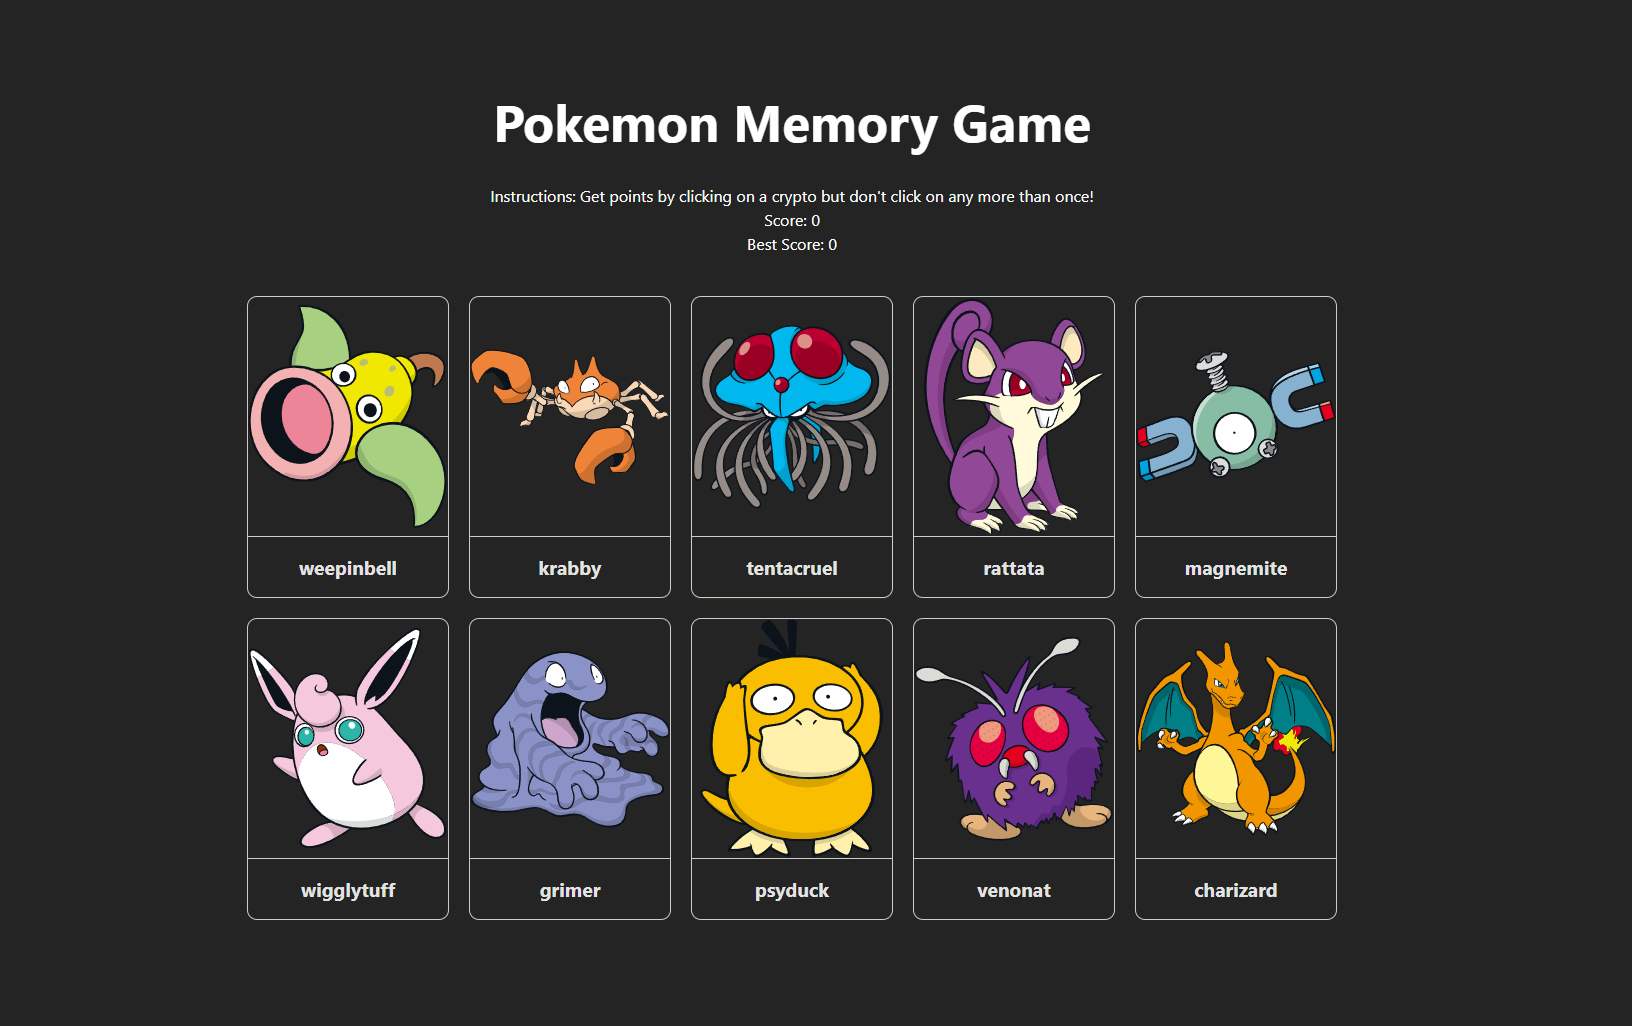 Pokemon Memory Game
Instructions: Get points by clicking on a crypto but don't click on any more than once!
Score: 0
Best Score: 0
weepinbell
krabby
tentacruel
rattata
magnemite
wigglytuff
grimer
psyduck
venonat
charizard